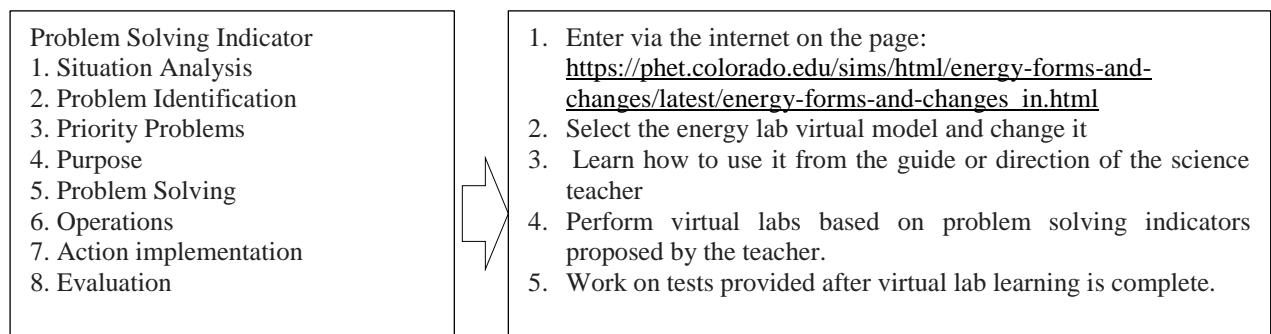 Problem Solving Indicator
1. Situation Analysis
2. Problem Identification
3. Priority Problems
4. Purpose
5. Problem Solving
6. Operations
7. Action implementation
8. Evaluation
1. Enter via the internet on the page:
https://phet.colorado.edu/sims/html/energy-forms-and-
changes/latest/energy-forms-and-changes_in.html
2. Select the energy lab virtual model and change it
3. Learn how to use it from the guide or direction of the science
teacher
4. Perform virtual labs based on problem solving indicators
proposed by the teacher.
5. Work on tests provided after virtual lab learning is complete.